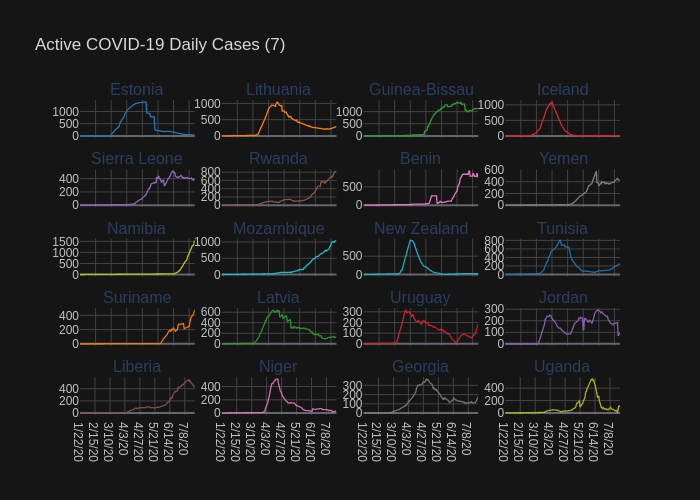 Active COVID-19 Daily Cases (7)
Estonia Lithuania Guinea-Bissau Iceland
1000 500 0 1000 500 0 1000 500 0 1000 500 0
Sierra Leone Rwanda Benin Yemen
400 200 0 800 600 400 200 0 500 0 600 400 200 0
Namibia Mozambique New Zealand Tunisia
1500 1000 500 0 1000 500 0 500 0 800 600 400 200 0
Suriname Latvia Uruguay Jordan
400 200 0 600 400 200 0 300 200 100 0 300 200 100 0
Liberia Niger Georgia Uganda
400 200 0 400 200 0 300 200 100 0 400 200 0
1/22/20 2/15/20 3/10/20 4/3/20 4/27/20 5/21/20 6/14/20 7/8/20 1/22/20 2/15/20 3/10/20 4/3/20 4/27/20 5/21/20 6/14/20 7/8/20 1/22/20 2/15/20 3/10/20 4/3/20 4/27/20 5/21/20 6/14/20 7/8/20 1/22/20 2/15/20 3/10/20 4/3/20 4/27/20 5/21/20 6/14/20 7/8/20